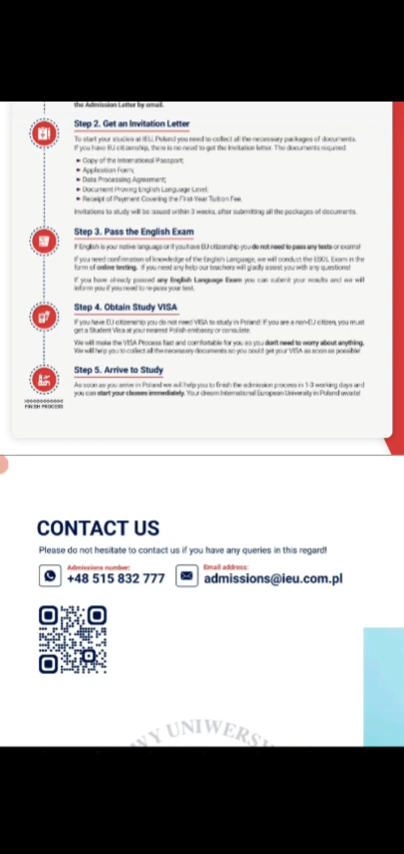 the Admission Letter by email.
Step 2. Get an Invitation Letter
To start your studies at IEU, Poland you need to collect all the necessary packages of documents.
If you have EU citizenship, there is no need to get the invitation letter. The documents required:
Copy of the International Passport;
Application Form;
Data Processing Agreement;
Document Proving English Language Level;
Receipt of Payment Covering the First-Year Tuition Fee.
Invitations to study will be issued within 3 weeks, after submitting all the packages of documents.
Step 3. Pass the English Exam
If English is your native language or if you have EU citizenship you do not need to pass any tests or exams!
If you need confirmation of knowledge of the English Language, we will conduct the ESOL Exam in the
form of online testing. If you need any help our teachers will gladly assist you with any questions!
If you have already passed any English Language Exam you can submit your results and we will
inform you if you need to re-pass your test.
Step 4. Obtain Study VISA
If you have EU citizenship you do not need VISA to study in Poland! If you are a non-EU citizen, you must
get a Student Visa at your nearest Polish embassy or consulate.
We will make the VISA Process fast and comfortable for you so you don't need to worry about anything.
We will help you to collect all the necessary documents so you could get your VISA as soon as possible!
Step 5. Arrive to Study
As soon as you arrive in Poland we will help you to finish the admission process in 1-3 working days and
you can start your classes immediately. Your dream International European University in Poland awaits!
FINISH PROCESS
CONTACT US
Please do not hesitate to contact us if you have any queries in this regard!
Admissions number:
+48 515 832 777
Email address:
admissions@ieu.com.pl
UNIWERS